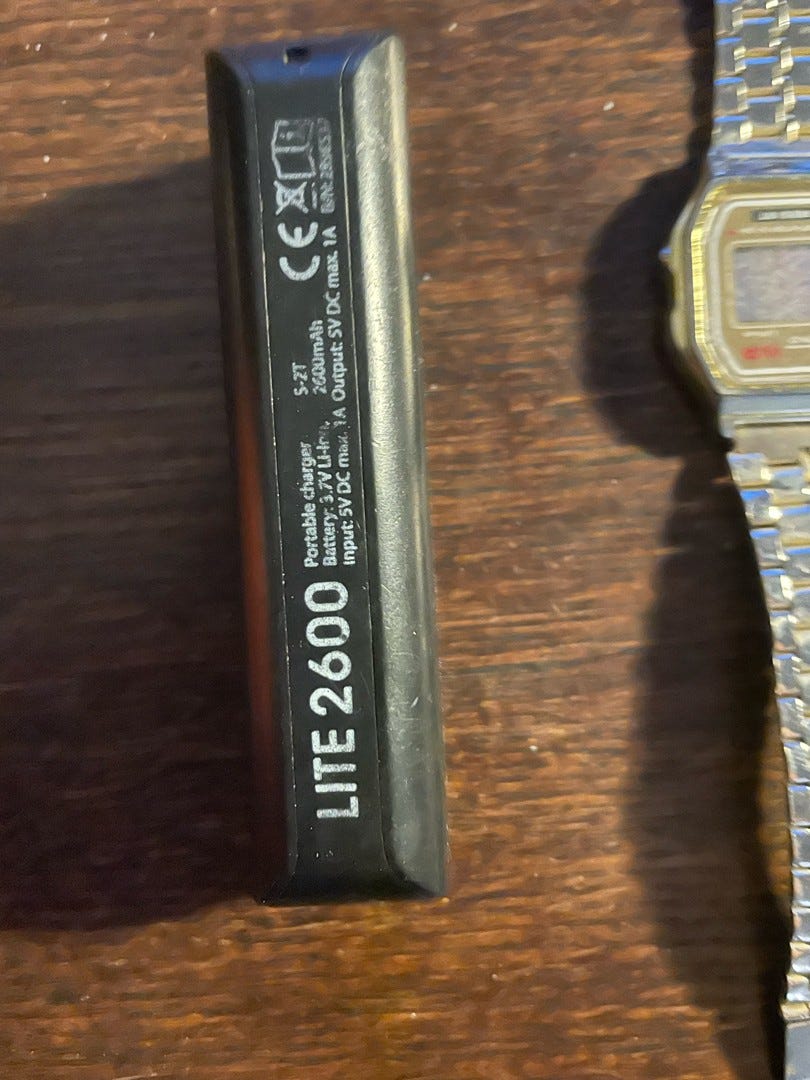 LITE 2600
Portable charger S-2T
Battery: 3.7V Li-Ion, 2600mAh
Input: 5V DC max. 1A Output: 5V DC max. 1A
CE
B/N: